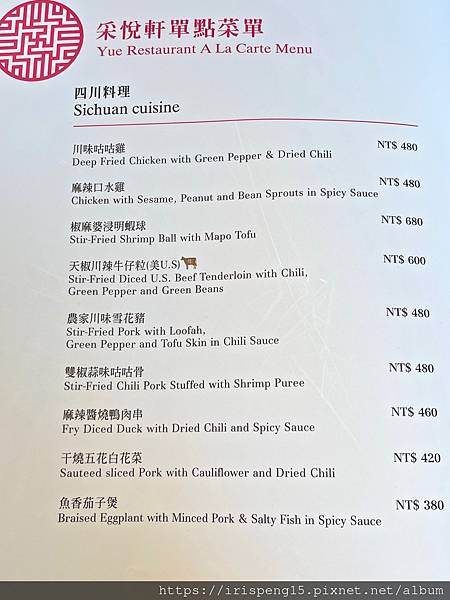 采悅軒單點菜單
Yue Restaurant A La Carte Menu
四川料理
Sichuan cuisine
川味咕咕雞 NT$ 480
Deep Fried Chicken with Green Pepper & Dried Chili
麻辣口水雞 NT$ 480
Chicken with Sesame, Peanut and Bean Sprouts in Spicy Sauce
椒麻婆浸明蝦球 NT$ 680
Stir-Fried Shrimp Ball with Mapo Tofu
天椒川辣牛仔粒(美U.S) NT$ 600
Stir-Fried Diced U.S. Beef Tenderloin with Chili,
Green Pepper and Green Beans
農家川味雪花豬 NT$ 480
Stir-Fried Pork with Loofah,
Green Pepper and Tofu Skin in Chili Sauce
雙椒蒜味咕咕骨 NT$ 480
Stir-Fried Chili Pork Stuffed with Shrimp Puree
麻辣醬燒鴨肉串 NT$ 460
Fry Diced Duck with Dried Chili and Spicy Sauce
干燒五花白花菜 NT$ 420
Sauteed sliced Pork with Cauliflower and Dried Chili
魚香茄子煲 NT$ 380
Braised Eggplant with Minced Pork & Salty Fish in Spicy Sauce
https://irispeng15.pixnet.net/album